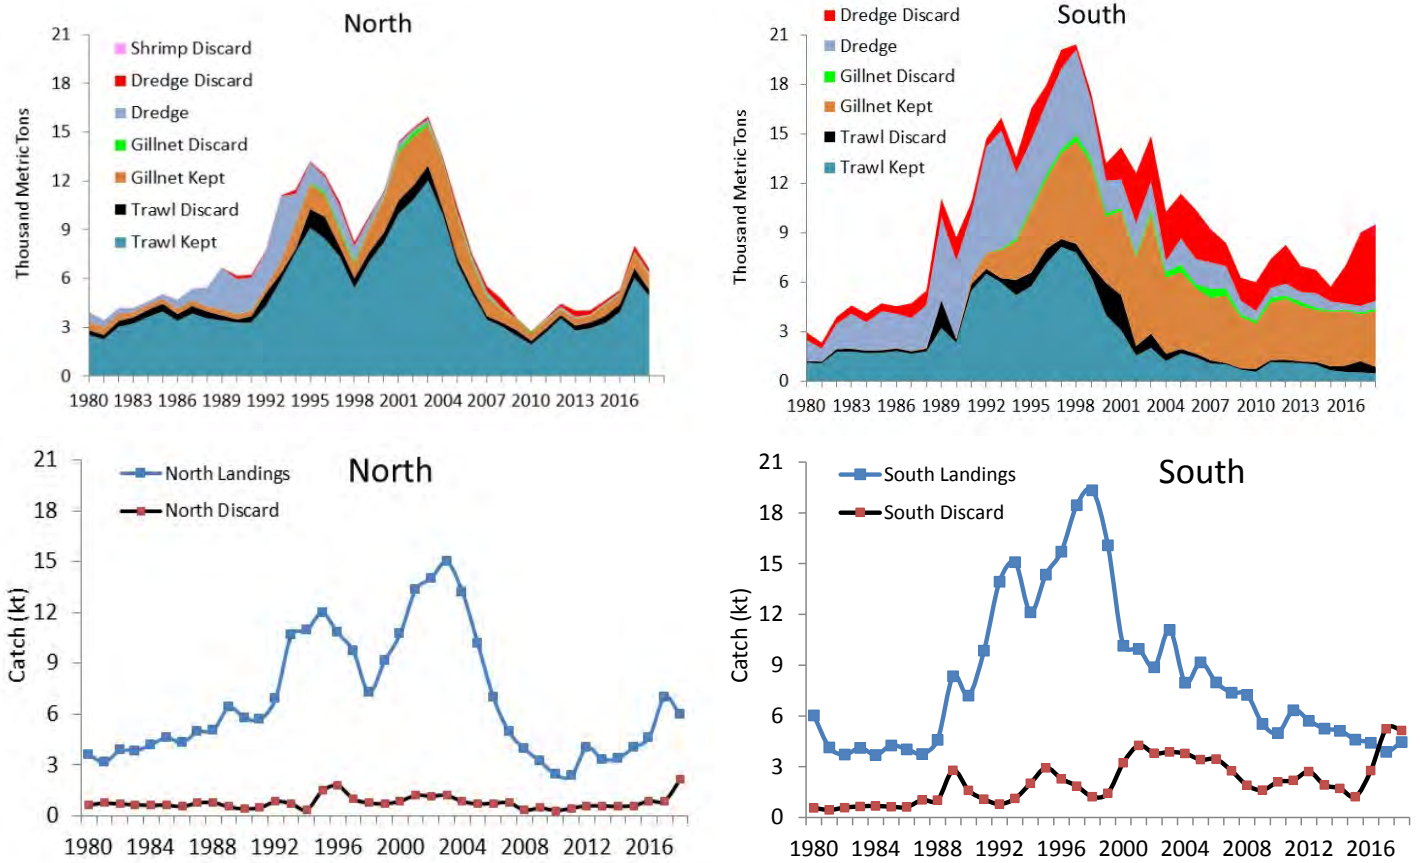 North
Thousand Metric Tons
21
18
15
12
9
6
3
0
Shrimp Discard
Dredge Discard
Dredge
Gillnet Discard
Gillnet Kept
Trawl Discard
Trawl Kept
1980 1983 1986 1989 1992 1995 1998 2001 2004 2007 2010 2013 2016
South
Thousand Metric Tons
21
18
15
12
9
6
3
0
Dredge Discard
Dredge
Gillnet Discard
Gillnet Kept
Trawl Discard
Trawl Kept
1980 1983 1986 1989 1992 1995 1998 2001 2004 2007 2010 2013 2016
North
Catch (kt)
21
18
15
12
9
6
3
0
North Landings
North Discard
1980 1984 1988 1992 1996 2000 2004 2008 2012 2016
South
Catch (kt)
21
18
15
12
9
6
3
0
South Landings
South Discard
1980 1984 1988 1992 1996 2000 2004 2008 2012 2016